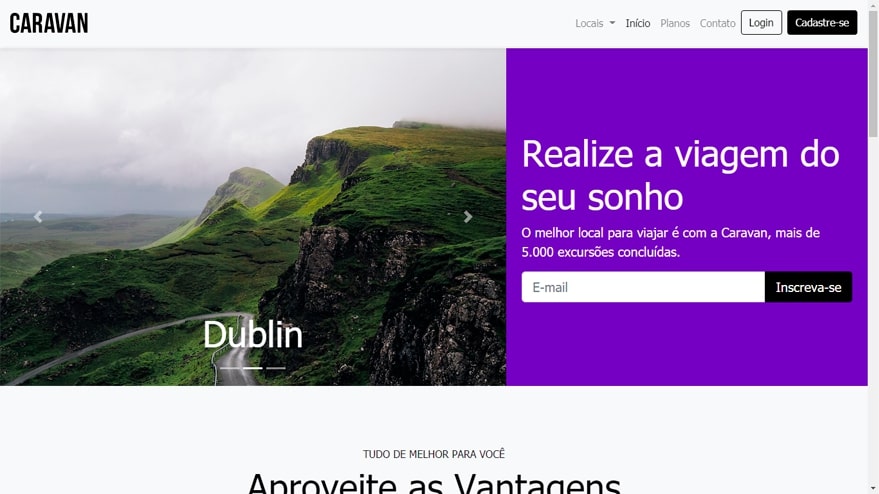 CARAVAN
Locais
Início
Planos
Contato
Login
Cadastre-se
Realize a viagem do
seu sonho
O melhor local para viajar é com a Caravan, mais de
5.000 excursões concluídas.
E-mail
Inscreva-se
Dublin
TUDO DE MELHOR PARA VOCÊ
Aproveite as Vantagens